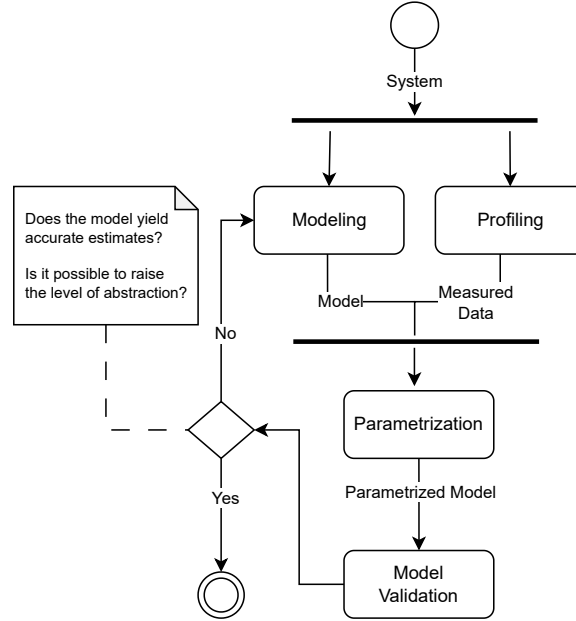 System
Modeling
Profiling
Does the model yield
accurate estimates?
Is it possible to raise
the level of abstraction?
Model
Measured
Data
No
Parametrization
Parametrized Model
Yes
Model
Validation